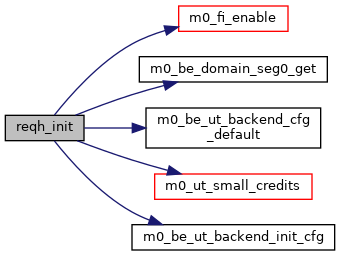 m0_fi_enable
m0_be_domain_seg0_get
reqh_init
m0_be_ut_backend_cfg
_default
m0_ut_small_credits
m0_be_ut_backend_init_cfg